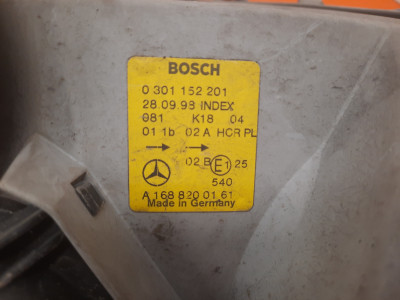 BOSCH
0 301 152 201
28.09.98 INDEX
081 K18 04
01 1b 02 A HCR PL
02 B E1 25
540
A 168 820 01 61
Made in Germany